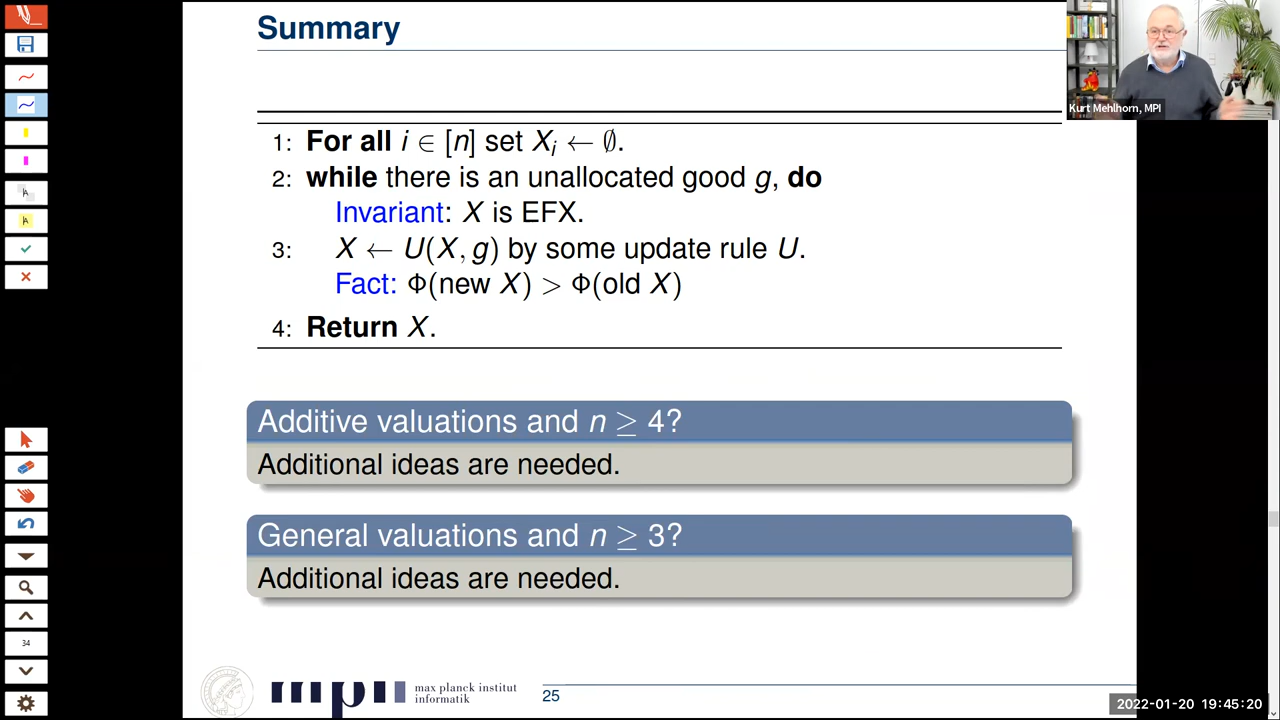 Summary
Kurt Mehlhorn, MPI
1: For all i ∈ [n] set Xᵢ ← ∅.
2: while there is an unallocated good g, do
Invariant: X is EFX.
3: X ← U(X, g) by some update rule U.
Fact: Φ(new X) > Φ(old X)
4: Return X.
Additive valuations and n ≥ 4?
Additional ideas are needed.
General valuations and n ≥ 3?
Additional ideas are needed.
34
mpii max planck institut
informatik
25
2022-01-20 19:45:20